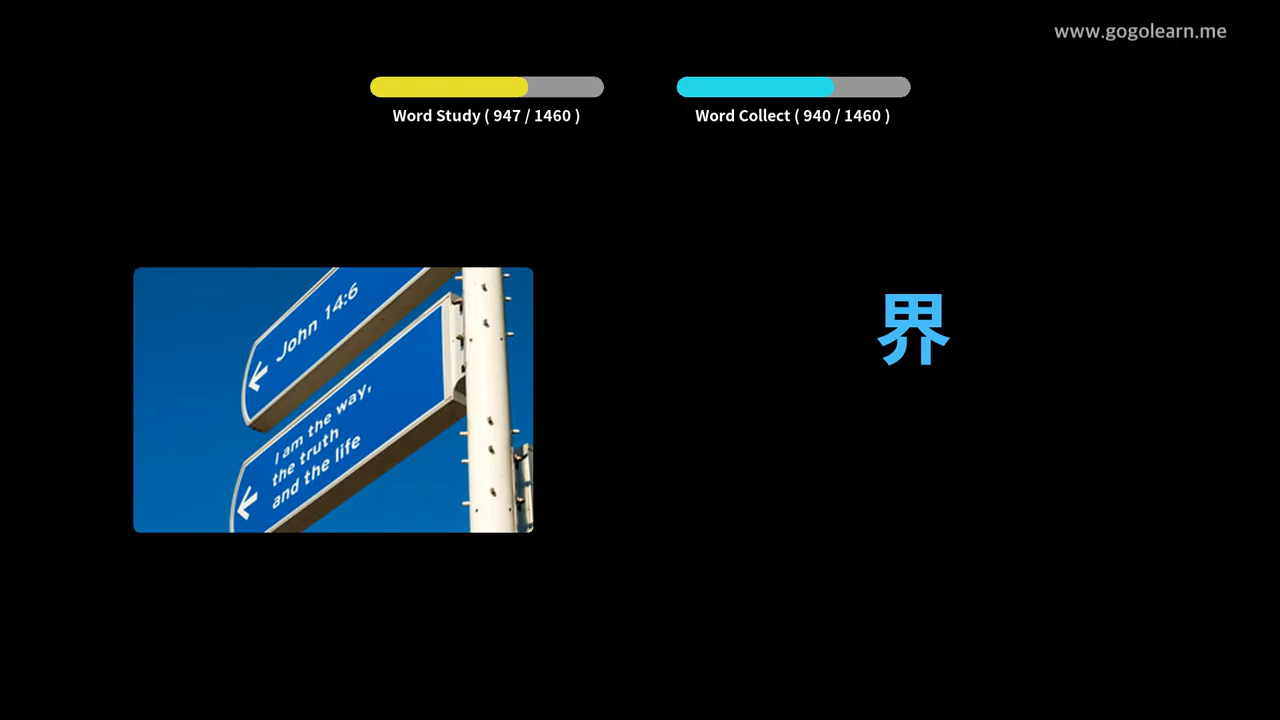 www.gogolearn.me
Word Study ( 947 / 1460 )
Word Collect ( 940 / 1460 )
John 14:6
I am the way,
the truth
and the life
界